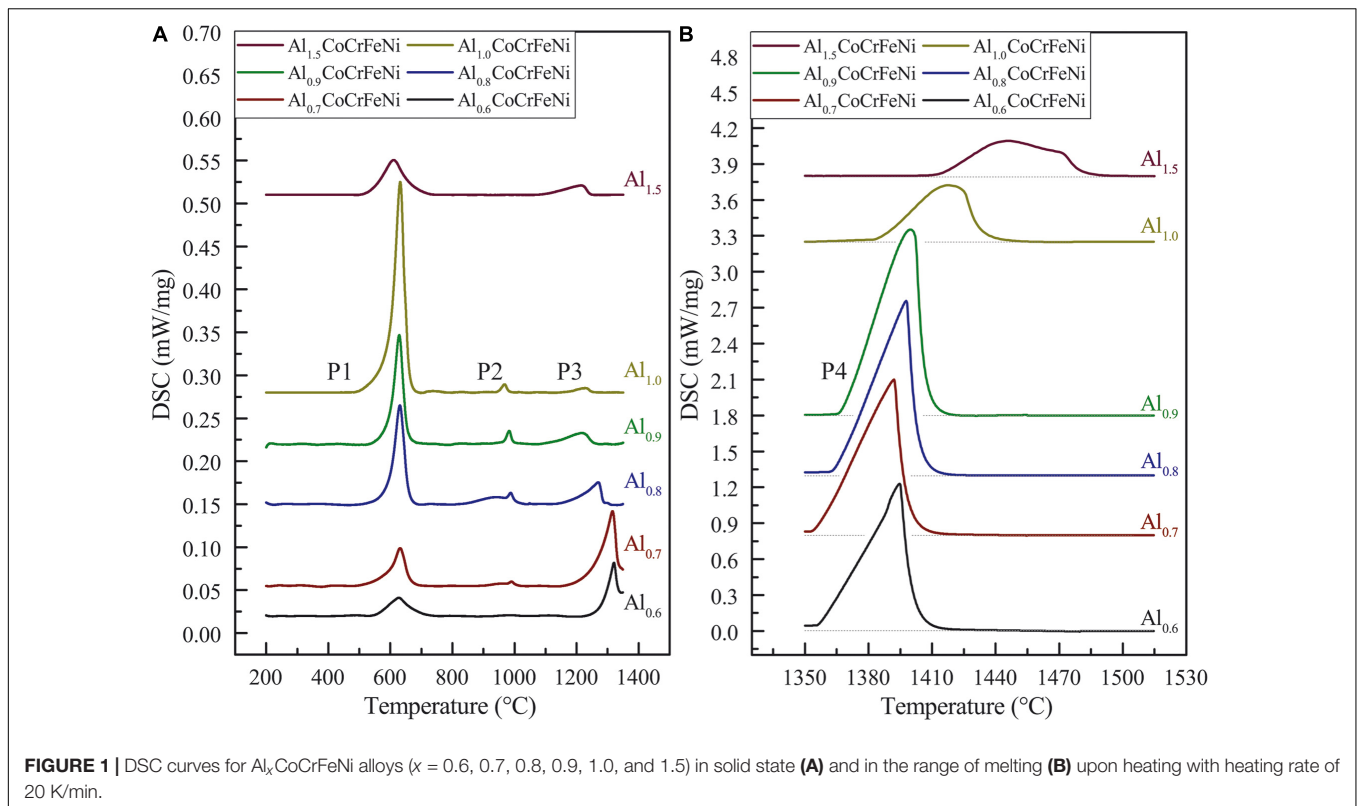 A
Al₁.₅CoCrFeNi Al₁.₀CoCrFeNi
Al₀.₉CoCrFeNi Al₀.₈CoCrFeNi
Al₀.₇CoCrFeNi Al₀.₆CoCrFeNi
0.70
0.65
0.60
0.55
0.50
0.45
0.40
0.35
0.30
0.25
0.20
0.15
0.10
0.05
0.00
DSC (mW/mg)
Al₁.₅
P1 P2 P3 Al₁.₀
Al₀.₉
Al₀.₈
Al₀.₇
Al₀.₆
200 400 600 800 1000 1200 1400
Temperature (°C)
B
Al₁.₅CoCrFeNi Al₁.₀CoCrFeNi
Al₀.₉CoCrFeNi Al₀.₈CoCrFeNi
Al₀.₇CoCrFeNi Al₀.₆CoCrFeNi
4.8
4.5
4.2
3.9
3.6
3.3
3.0
2.7
2.4
2.1
1.8
1.5
1.2
0.9
0.6
0.3
0.0
DSC (mW/mg)
Al₁.₅
Al₁.₀
P4
Al₀.₉
Al₀.₈
Al₀.₇
Al₀.₆
1350 1380 1410 1440 1470 1500 1530
Temperature (°C)
FIGURE 1 | DSC curves for AlₓCoCrFeNi alloys (x = 0.6, 0.7, 0.8, 0.9, 1.0, and 1.5) in solid state (A) and in the range of melting (B) upon heating with heating rate of
20 K/min.